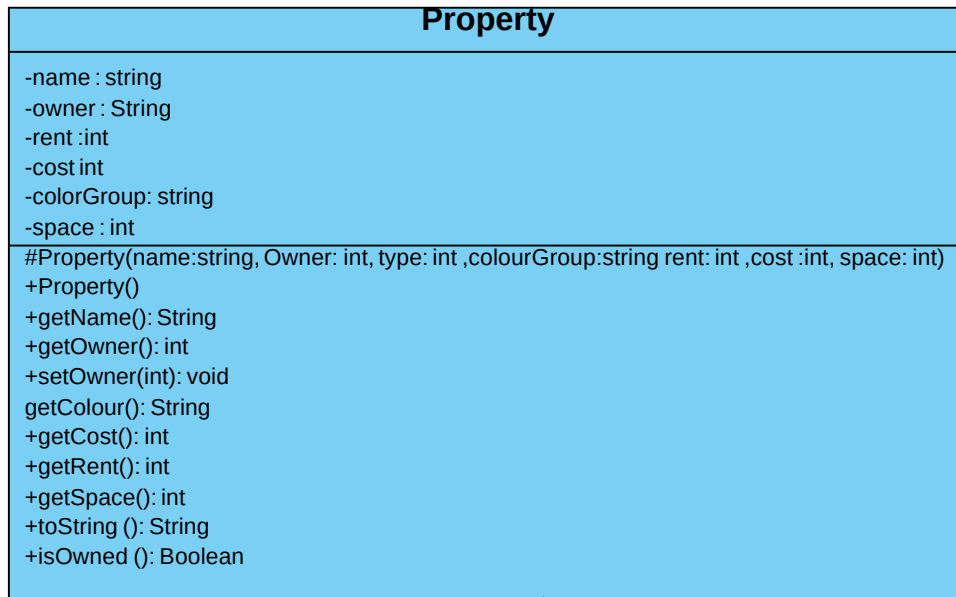 Property
-name : string
-owner : String
-rent :int
-cost int
-colorGroup: string
-space : int
#Property(name:string, Owner: int, type: int ,colourGroup:string rent: int ,cost :int, space: int)
+Property()
+getName(): String
+getOwner(): int
+setOwner(int): void
getColour(): String
+getCost(): int
+getRent(): int
+getSpace(): int
+toString (): String
+isOwned (): Boolean